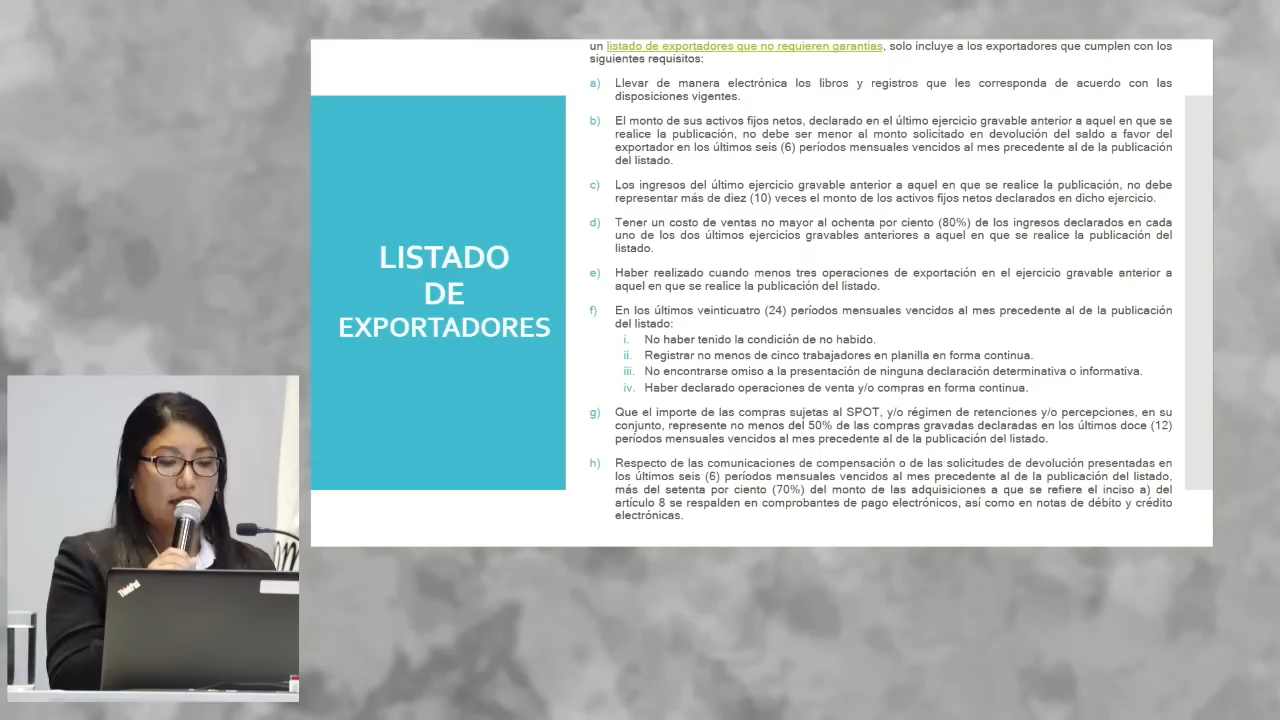 LISTADO
DE
EXPORTADORES
un listado de exportadores que no requieren garantías, solo incluye a los exportadores que cumplen con los
siguientes requisitos:
a) Llevar de manera electrónica los libros y registros que les corresponda de acuerdo con las
disposiciones vigentes.
b) El monto de sus activos fijos netos, declarado en el último ejercicio gravable anterior a aquel en que se
realice la publicación, no debe ser menor al monto solicitado en devolución del saldo a favor del
exportador en los últimos seis (6) períodos mensuales vencidos al mes precedente al de la publicación
del listado.
c) Los ingresos del último ejercicio gravable anterior a aquel en que se realice la publicación, no debe
representar más de diez (10) veces el monto de los activos fijos netos declarados en dicho ejercicio.
d) Tener un costo de ventas no mayor al ochenta por ciento (80%) de los ingresos declarados en cada
uno de los dos últimos ejercicios gravables anteriores a aquel en que se realice la publicación del
listado.
e) Haber realizado cuando menos tres operaciones de exportación en el ejercicio gravable anterior a
aquel en que se realice la publicación del listado.
f) En los últimos veinticuatro (24) períodos mensuales vencidos al mes precedente al de la publicación
del listado:
i. No haber tenido la condición de no habido.
ii. Registrar no menos de cinco trabajadores en planilla en forma continua.
iii. No encontrarse omiso a la presentación de ninguna declaración determinativa o informativa.
iv. Haber declarado operaciones de venta y/o compras en forma continua.
g) Que el importe de las compras sujetas al SPOT, y/o régimen de retenciones y/o percepciones, en su
conjunto, represente no menos del 50% de las compras gravadas declaradas en los últimos doce (12)
períodos mensuales vencidos al mes precedente al de la publicación del listado.
h) Respecto de las comunicaciones de compensación o de las solicitudes de devolución presentadas en
los últimos seis (6) períodos mensuales vencidos al mes precedente al de la publicación del listado,
más del setenta por ciento (70%) del monto de las adquisiciones a que se refiere el inciso a) del
artículo 8 se respalden en comprobantes de pago electrónicos, así como en notas de débito y crédito
electrónicas.
ThinkPad